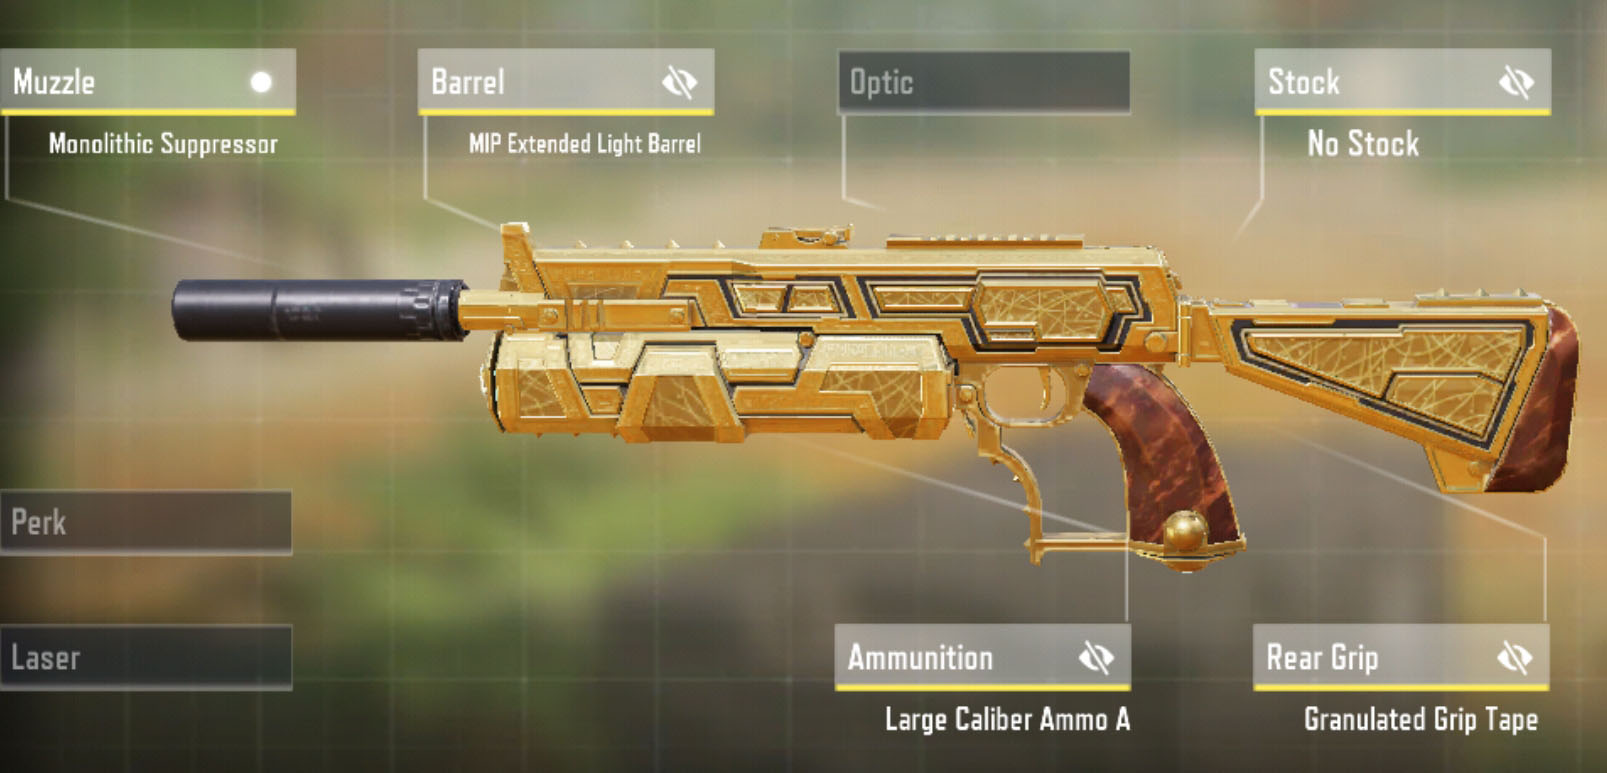 Muzzle
Monolithic Suppressor
Barrel
MIP Extended Light Barrel
Optic
Stock
No Stock
Perk
Laser
Ammunition
Large Caliber Ammo A
Rear Grip
Granulated Grip Tape